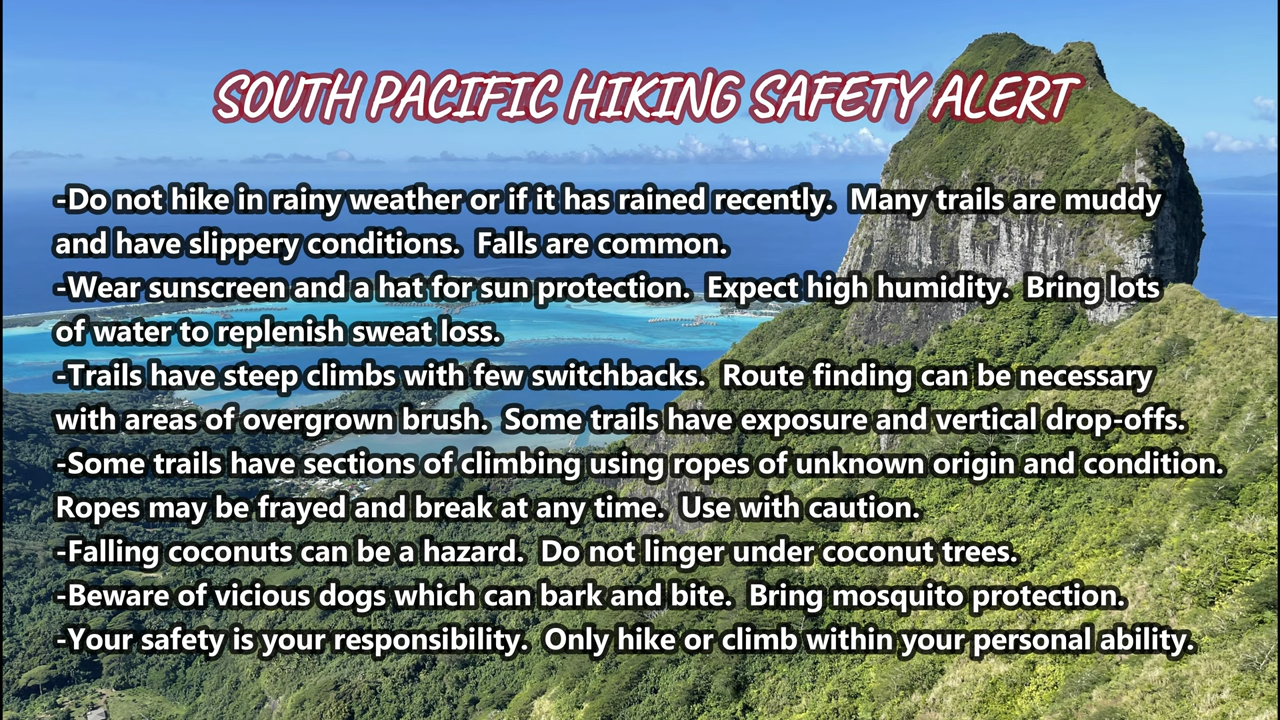 SOUTH PACIFIC HIKING SAFETY ALERT
-Do not hike in rainy weather or if it has rained recently.  Many trails are muddy
and have slippery conditions.  Falls are common.
-Wear sunscreen and a hat for sun protection.  Expect high humidity.  Bring lots
of water to replenish sweat loss.
-Trails have steep climbs with few switchbacks.  Route finding can be necessary
with areas of overgrown brush.  Some trails have exposure and vertical drop-offs.
-Some trails have sections of climbing using ropes of unknown origin and condition.
Ropes may be frayed and break at any time.  Use with caution.
-Falling coconuts can be a hazard.  Do not linger under coconut trees.
-Beware of vicious dogs which can bark and bite.  Bring mosquito protection.
-Your safety is your responsibility.  Only hike or climb within your personal ability.